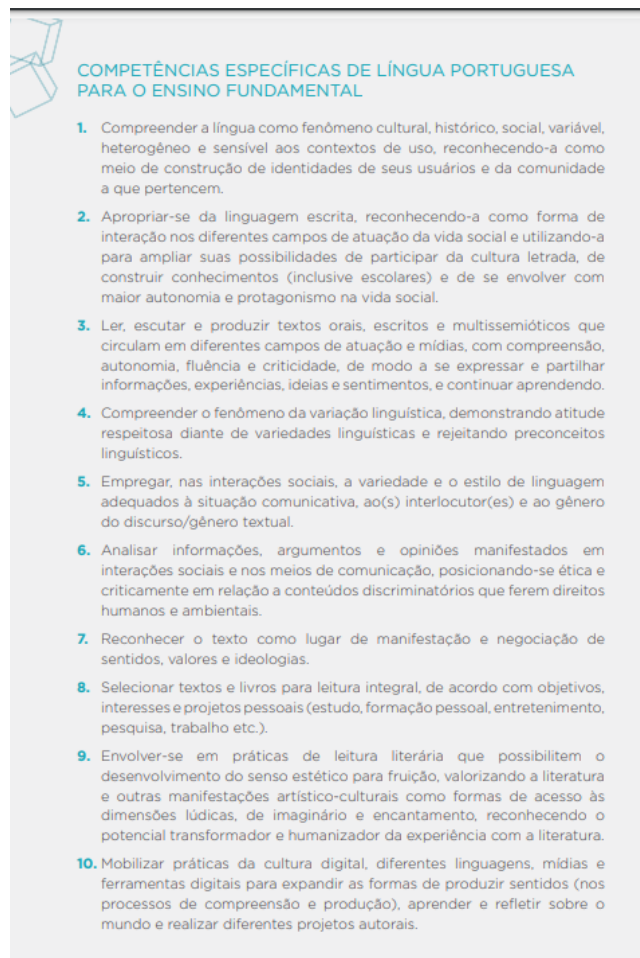 COMPETÊNCIAS ESPECÍFICAS DE LÍNGUA PORTUGUESA
PARA O ENSINO FUNDAMENTAL
1. Compreender a língua como fenômeno cultural, histórico, social, variável,
heterogêneo e sensível aos contextos de uso, reconhecendo-a como
meio de construção de identidades de seus usuários e da comunidade
a que pertencem.
2. Apropriar-se da linguagem escrita, reconhecendo-a como forma de
interação nos diferentes campos de atuação da vida social e utilizando-a
para ampliar suas possibilidades de participar da cultura letrada, de
construir conhecimentos (inclusive escolares) e de se envolver com
maior autonomia e protagonismo na vida social.
3. Ler, escutar e produzir textos orais, escritos e multissemióticos que
circulam em diferentes campos de atuação e mídias, com compreensão,
autonomia, fluência e criticidade, de modo a se expressar e partilhar
informações, experiências, ideias e sentimentos, e continuar aprendendo.
4. Compreender o fenômeno da variação linguística, demonstrando atitude
respeitosa diante de variedades linguísticas e rejeitando preconceitos
linguísticos.
5. Empregar, nas interações sociais, a variedade e o estilo de linguagem
adequados à situação comunicativa, ao(s) interlocutor(es) e ao gênero
do discurso/gênero textual.
6. Analisar informações, argumentos e opiniões manifestados em
interações sociais e nos meios de comunicação, posicionando-se ética e
criticamente em relação a conteúdos discriminatórios que ferem direitos
humanos e ambientais.
7. Reconhecer o texto como lugar de manifestação e negociação de
sentidos, valores e ideologias.
8. Selecionar textos e livros para leitura integral, de acordo com objetivos,
interesses e projetos pessoais (estudo, formação pessoal, entretenimento,
pesquisa, trabalho etc.).
9. Envolver-se em práticas de leitura literária que possibilitem o
desenvolvimento do senso estético para fruição, valorizando a literatura
e outras manifestações artístico-culturais como formas de acesso às
dimensões lúdicas, de imaginário e encantamento, reconhecendo o
potencial transformador e humanizador da experiência com a literatura.
10. Mobilizar práticas da cultura digital, diferentes linguagens, mídias e
ferramentas digitais para expandir as formas de produzir sentidos (nos
processos de compreensão e produção), aprender e refletir sobre o
mundo e realizar diferentes projetos autorais.